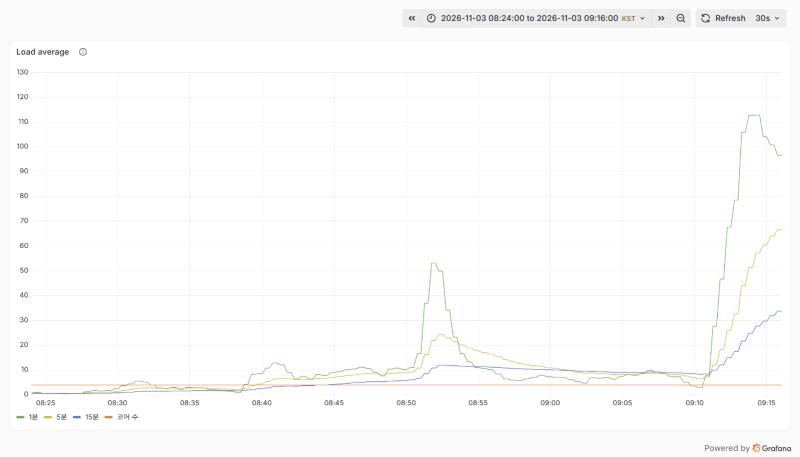 2026-11-03 08:24:00 to 2026-11-03 09:16:00 KST
Refresh 30s
Load average
130
120
110
100
90
80
70
60
50
40
30
20
10
0
08:25 08:30 08:35 08:40 08:45 08:50 08:55 09:00 09:05 09:10 09:15
1분 5분 15분 코어 수
Powered by Grafana